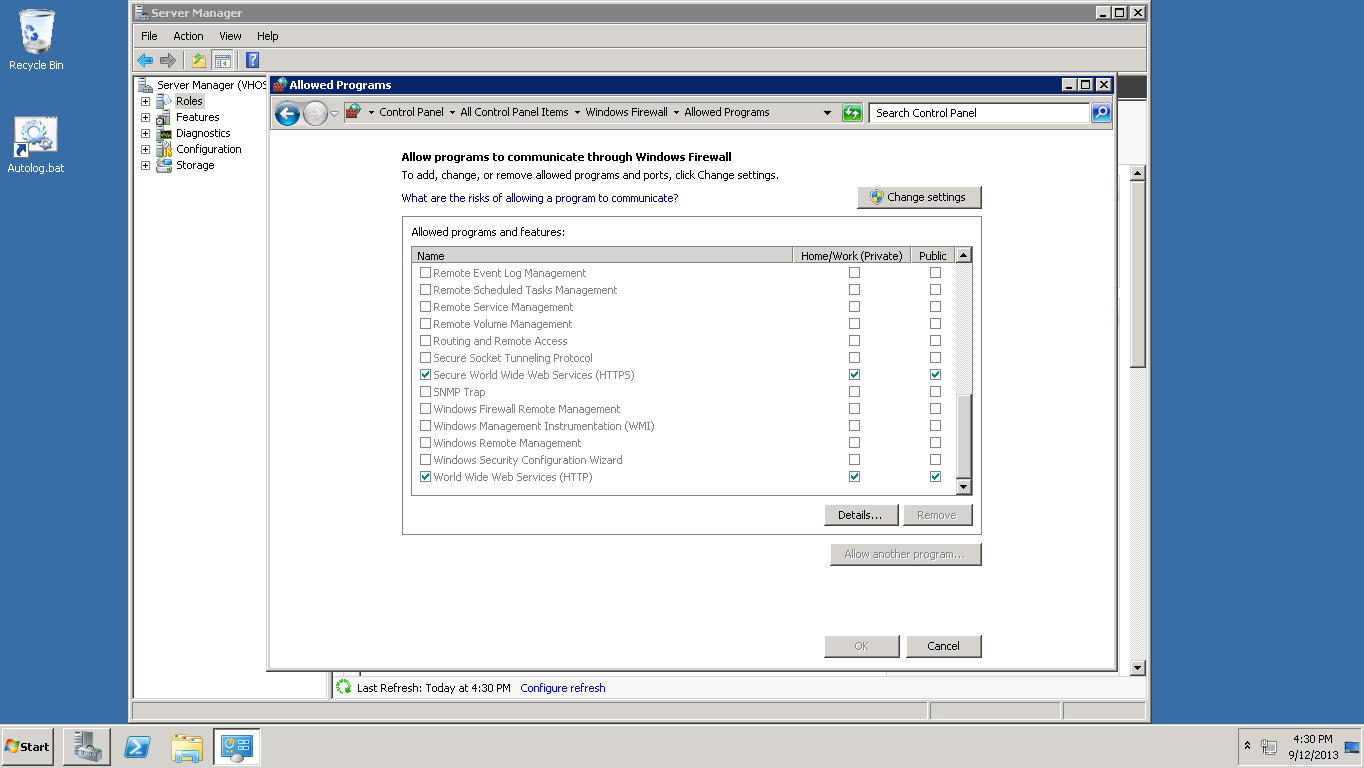 Recycle Bin
Autolog.bat
Server Manager
File Action View Help
Server Manager (VHOS
Roles
Features
Diagnostics
Configuration
Storage
Allowed Programs
Control Panel All Control Panel Items Windows Firewall Allowed Programs
Search Control Panel
Allow programs to communicate through Windows Firewall
To add, change, or remove allowed programs and ports, click Change settings.
What are the risks of allowing a program to communicate?
Change settings
Allowed programs and features:
Name Home/Work (Private) Public
Remote Event Log Management
Remote Scheduled Tasks Management
Remote Service Management
Remote Volume Management
Routing and Remote Access
Secure Socket Tunneling Protocol
Secure World Wide Web Services (HTTPS)
SNMP Trap
Windows Firewall Remote Management
Windows Management Instrumentation (WMI)
Windows Remote Management
Windows Security Configuration Wizard
World Wide Web Services (HTTP)
Details... Remove
Allow another program...
OK Cancel
Last Refresh: Today at 4:30 PM Configure refresh
Start
4:30 PM
9/12/2013